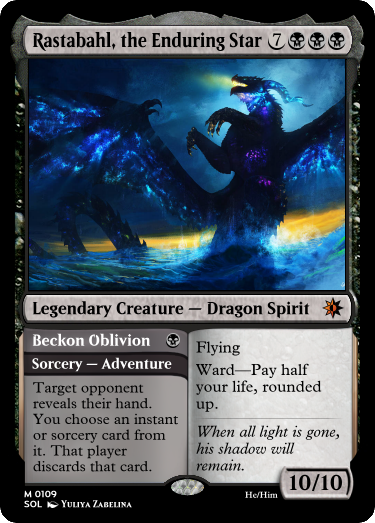 Rastabahl, the Enduring Star 7
Legendary Creature — Dragon Spirit
Beckon Oblivion
Sorcery — Adventure
Target opponent
reveals their hand.
You choose an instant
or sorcery card from
it. That player
discards that card.
Flying
Ward—Pay half
your life, rounded
up.
When all light is gone,
his shadow will
remain.
10/10
M 0109
SOL Yuliya Zabelina
He/Him